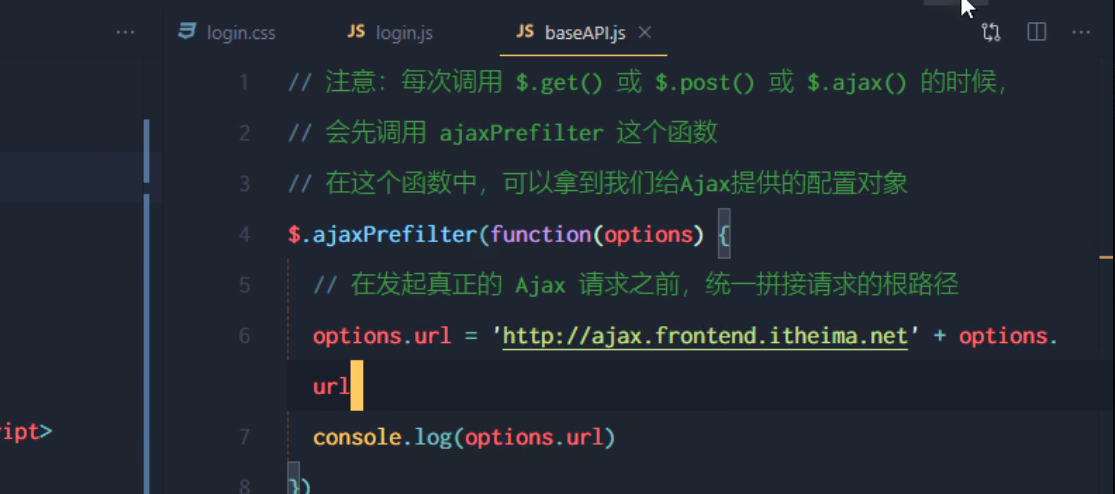 login.css
JS login.js
JS baseAPI.js
1 // 注意：每次调用 $.get() 或 $.post() 或 $.ajax() 的时候，
2 // 会先调用 ajaxPrefilter 这个函数
3 // 在这个函数中，可以拿到我们给Ajax提供的配置对象
4 $.ajaxPrefilter(function(options) {
5 // 在发起真正的 Ajax 请求之前，统一拼接请求的根路径
6 options.url = 'http://ajax.frontend.itheima.net' + options.
url
ript>
7 console.log(options.url)
8 })